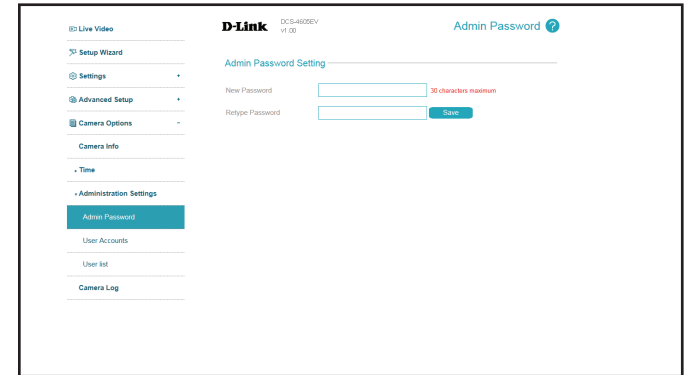 Live Video
Setup Wizard
Settings +
Advanced Setup +
Camera Options -
Camera Info
Time
Administration Settings
Admin Password
User Accounts
User list
Camera Log
D-Link DCS-4605EV
v1.00
Admin Password ?
Admin Password Setting
New Password 30 characters maximum
Retype Password Save